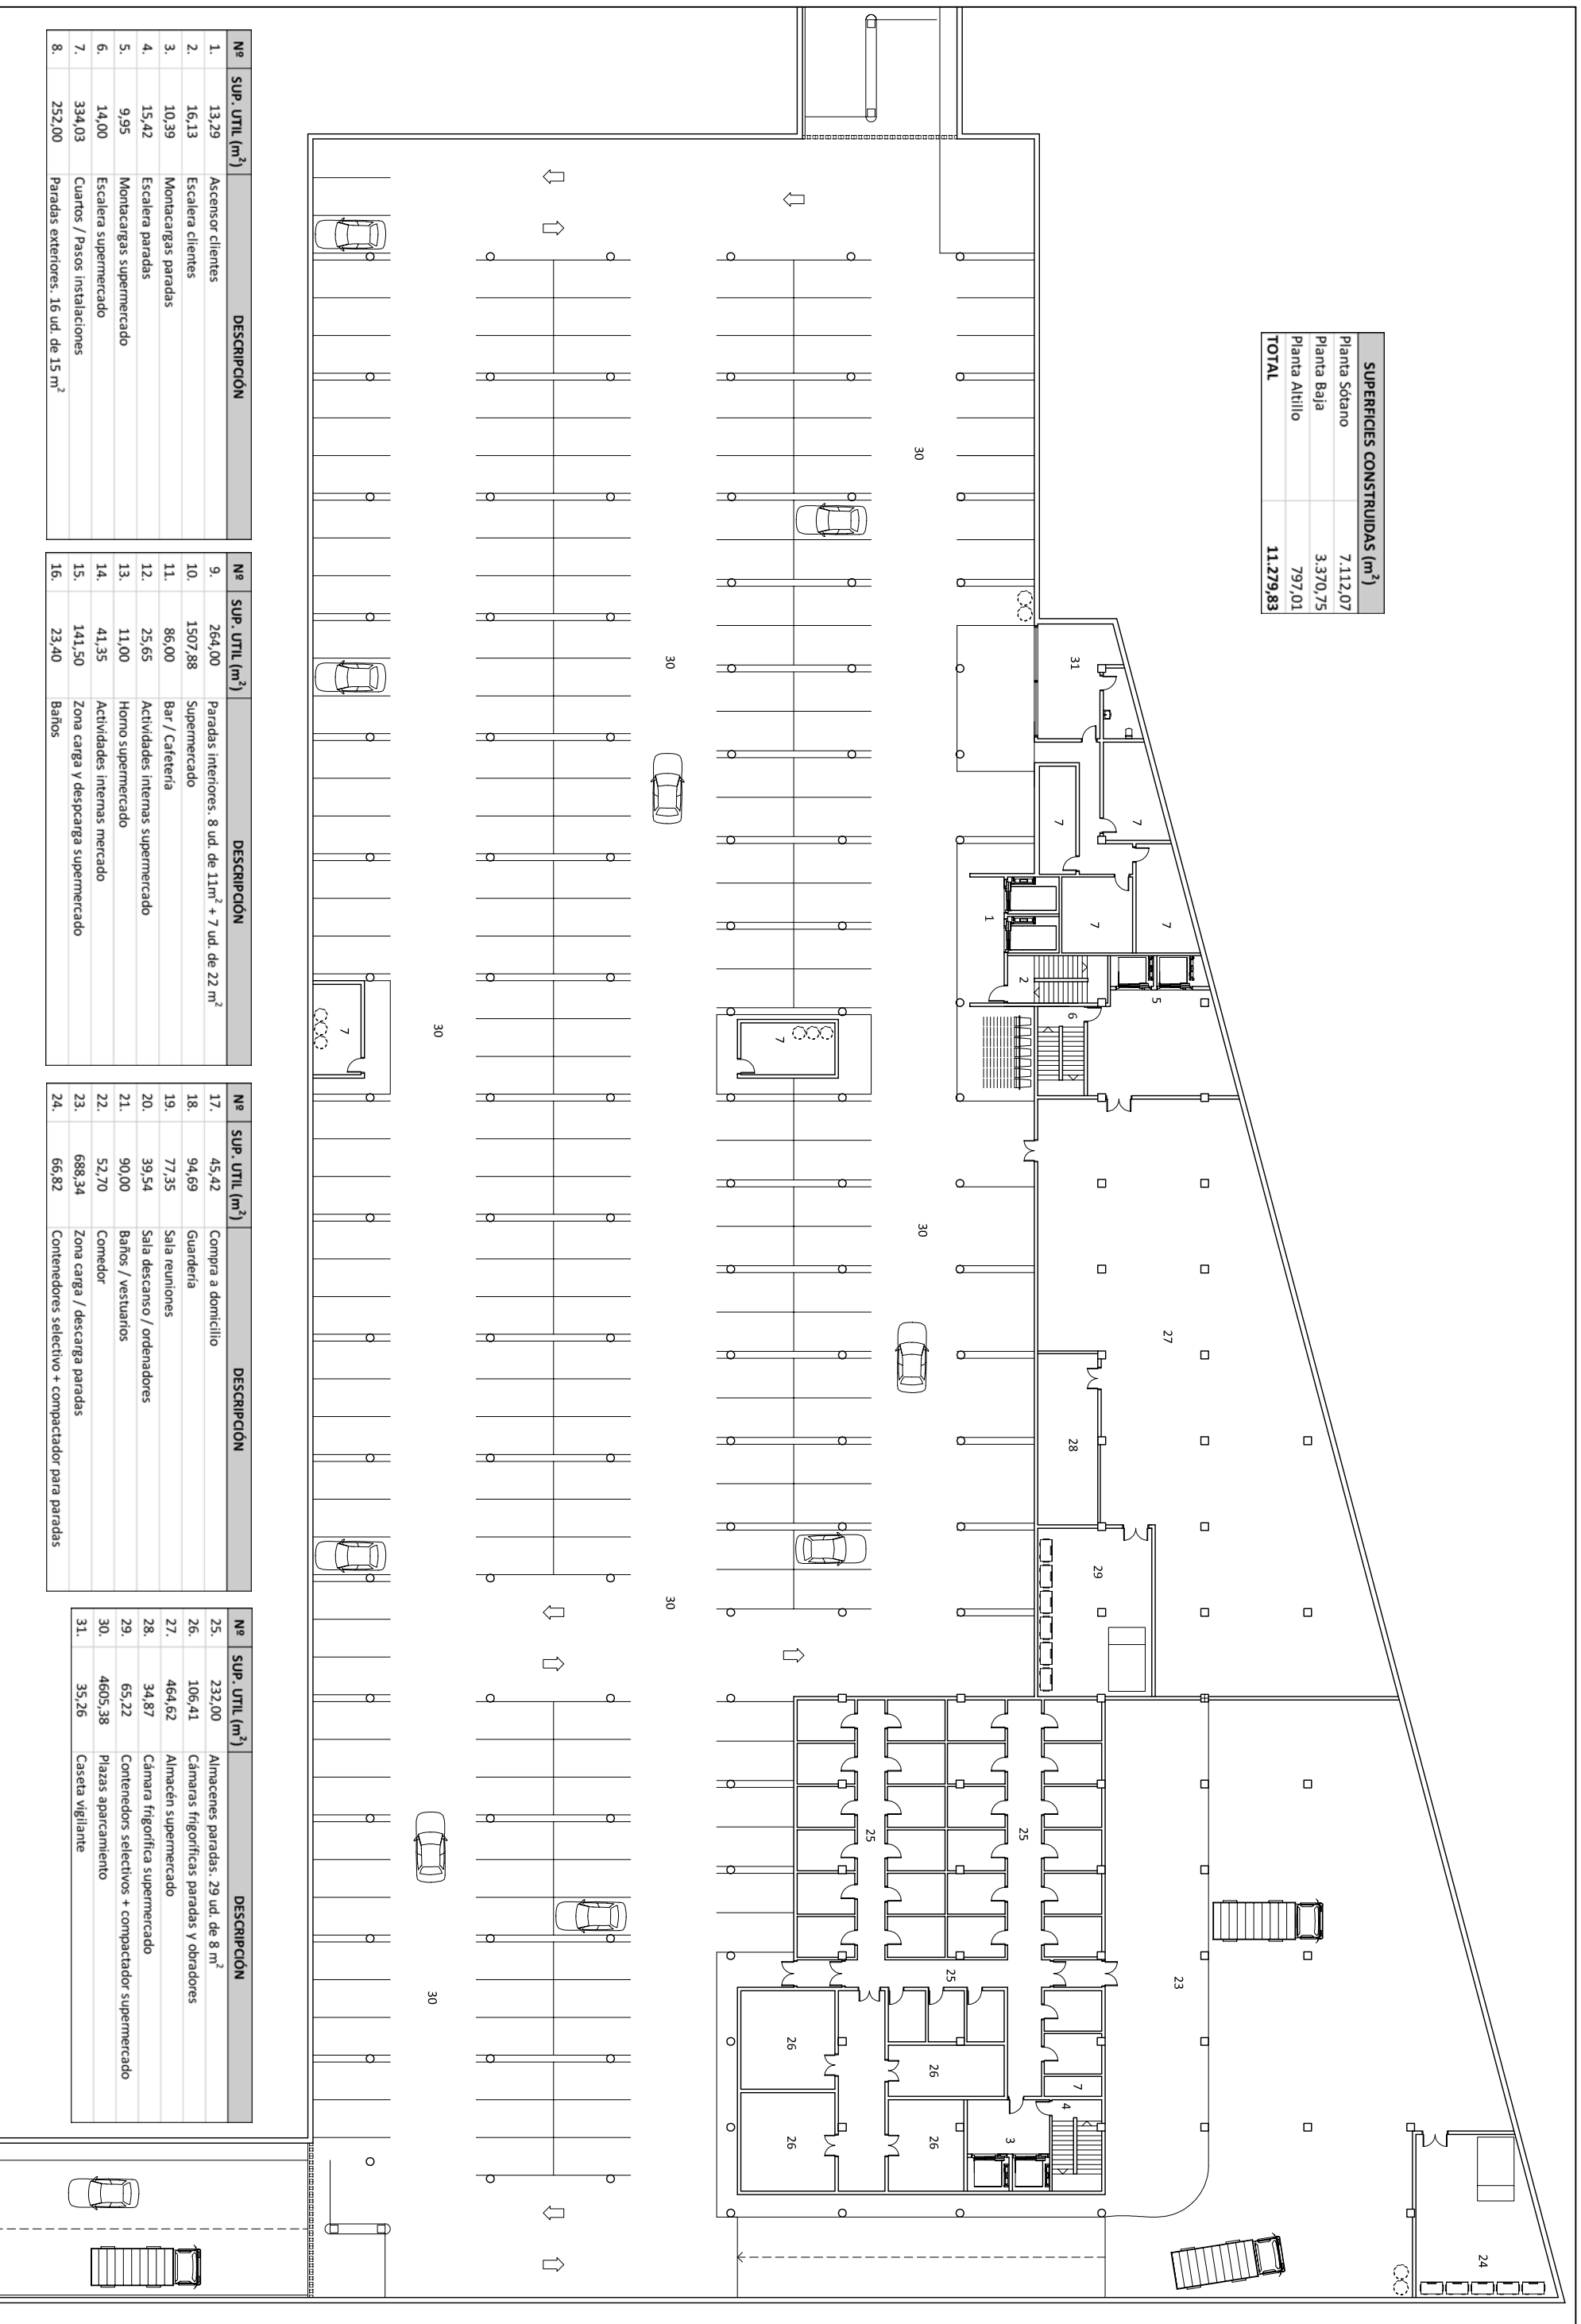 SUPERFICIES CONSTRUIDAS (m²)
Planta Sótano 7.112,07
Planta Baja 3.370,75
Planta Altillo 797,01
TOTAL 11.279,83
31
7
7
7
7
1
2
5
6
27
28
29
30
30
30
30
30
30
7
7
25
25
25
23
26
26
26
26
7
4
3
24
Nº SUP. UTIL (m²) DESCRIPCIÓN
1. 13,29 Ascensor clientes
2. 16,13 Escalera clientes
3. 10,39 Montacargas paradas
4. 15,42 Escalera paradas
5. 9,95 Montacargas supermercado
6. 14,00 Escalera supermercado
7. 334,03 Cuartos / Pasos instalaciones
8. 252,00 Paradas exteriores. 16 ud. de 15 m²
Nº SUP. UTIL (m²) DESCRIPCIÓN
9. 264,00 Paradas interiores. 8 ud. de 11m² + 7 ud. de 22 m²
10. 1507,88 Supermercado
11. 86,00 Bar / Cafetería
12. 25,65 Actividades internas supermercado
13. 11,00 Horno supermercado
14. 41,35 Actividades internas mercado
15. 141,50 Zona carga y despcarga supermercado
16. 23,40 Baños
Nº SUP. UTIL (m²) DESCRIPCIÓN
17. 45,42 Compra a domicilio
18. 94,69 Guardería
19. 77,35 Sala reuniones
20. 39,54 Sala descanso / ordenadores
21. 90,00 Baños / vestuarios
22. 52,70 Comedor
23. 688,34 Zona carga / descarga paradas
24. 66,82 Contenedores selectivo + compactador para paradas
Nº SUP. UTIL (m²) DESCRIPCIÓN
25. 232,00 Almacenes paradas. 29 ud. de 8 m²
26. 106,41 Cámaras frigoríficas paradas y obradores
27. 464,62 Almacén supermercado
28. 34,87 Cámara frigorífica supermercado
29. 65,22 Contenedors selectivos + compactador supermercado
30. 4605,38 Plazas aparcamiento
31. 35,26 Caseta vigilante